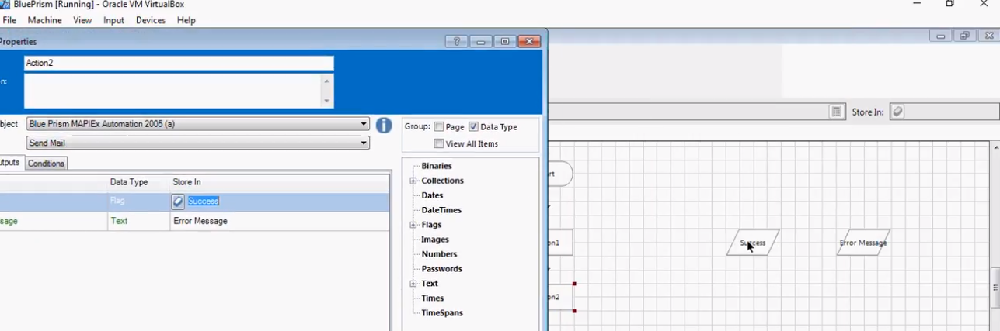 BluePrism [Running] - Oracle VM VirtualBox
File Machine View Input Devices Help
Properties
Action2
n:
bject Blue Prism MAPIEx Automation 2005 (a)
Send Mail
utputs Conditions
Group: Page Data Type
View All Items
Data Type Store In
Flag Success
sage Text Error Message
Binaries
Collections
Dates
DateTimes
Flags
Images
Numbers
Passwords
Text
Times
TimeSpans
Store In:
rt
on1
on2
Success
Error Message